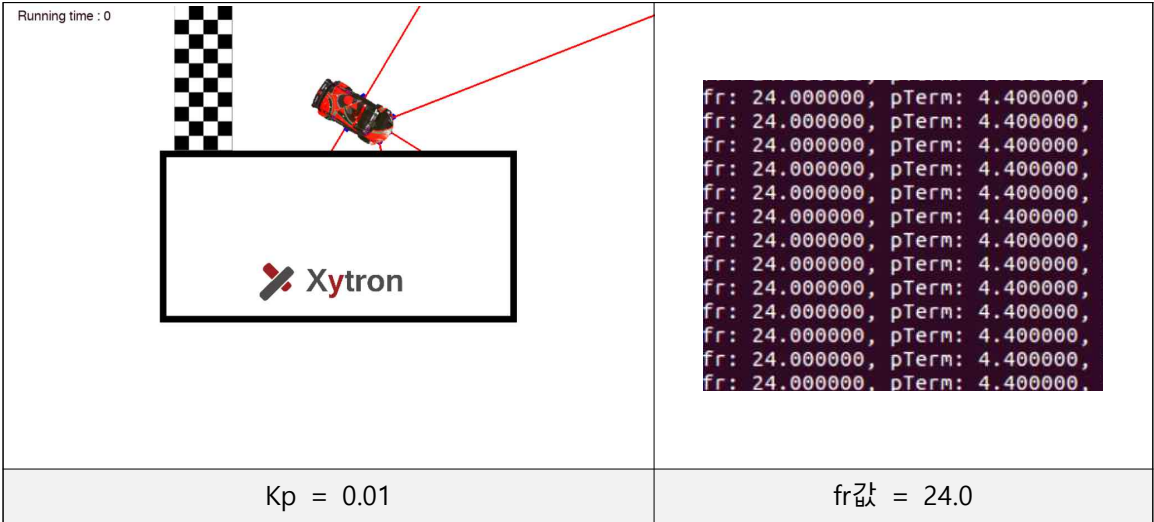 Running time : 0
Xytron
fr: 24.000000, pTerm: 4.400000,
fr: 24.000000, pTerm: 4.400000,
fr: 24.000000, pTerm: 4.400000,
fr: 24.000000, pTerm: 4.400000,
fr: 24.000000, pTerm: 4.400000,
fr: 24.000000, pTerm: 4.400000,
fr: 24.000000, pTerm: 4.400000,
fr: 24.000000, pTerm: 4.400000,
fr: 24.000000, pTerm: 4.400000,
fr: 24.000000, pTerm: 4.400000,
fr: 24.000000, pTerm: 4.400000,
fr: 24.000000, pTerm: 4.400000,
fr: 24.000000, pTerm: 4.400000,
Kp = 0.01
fr값 = 24.0